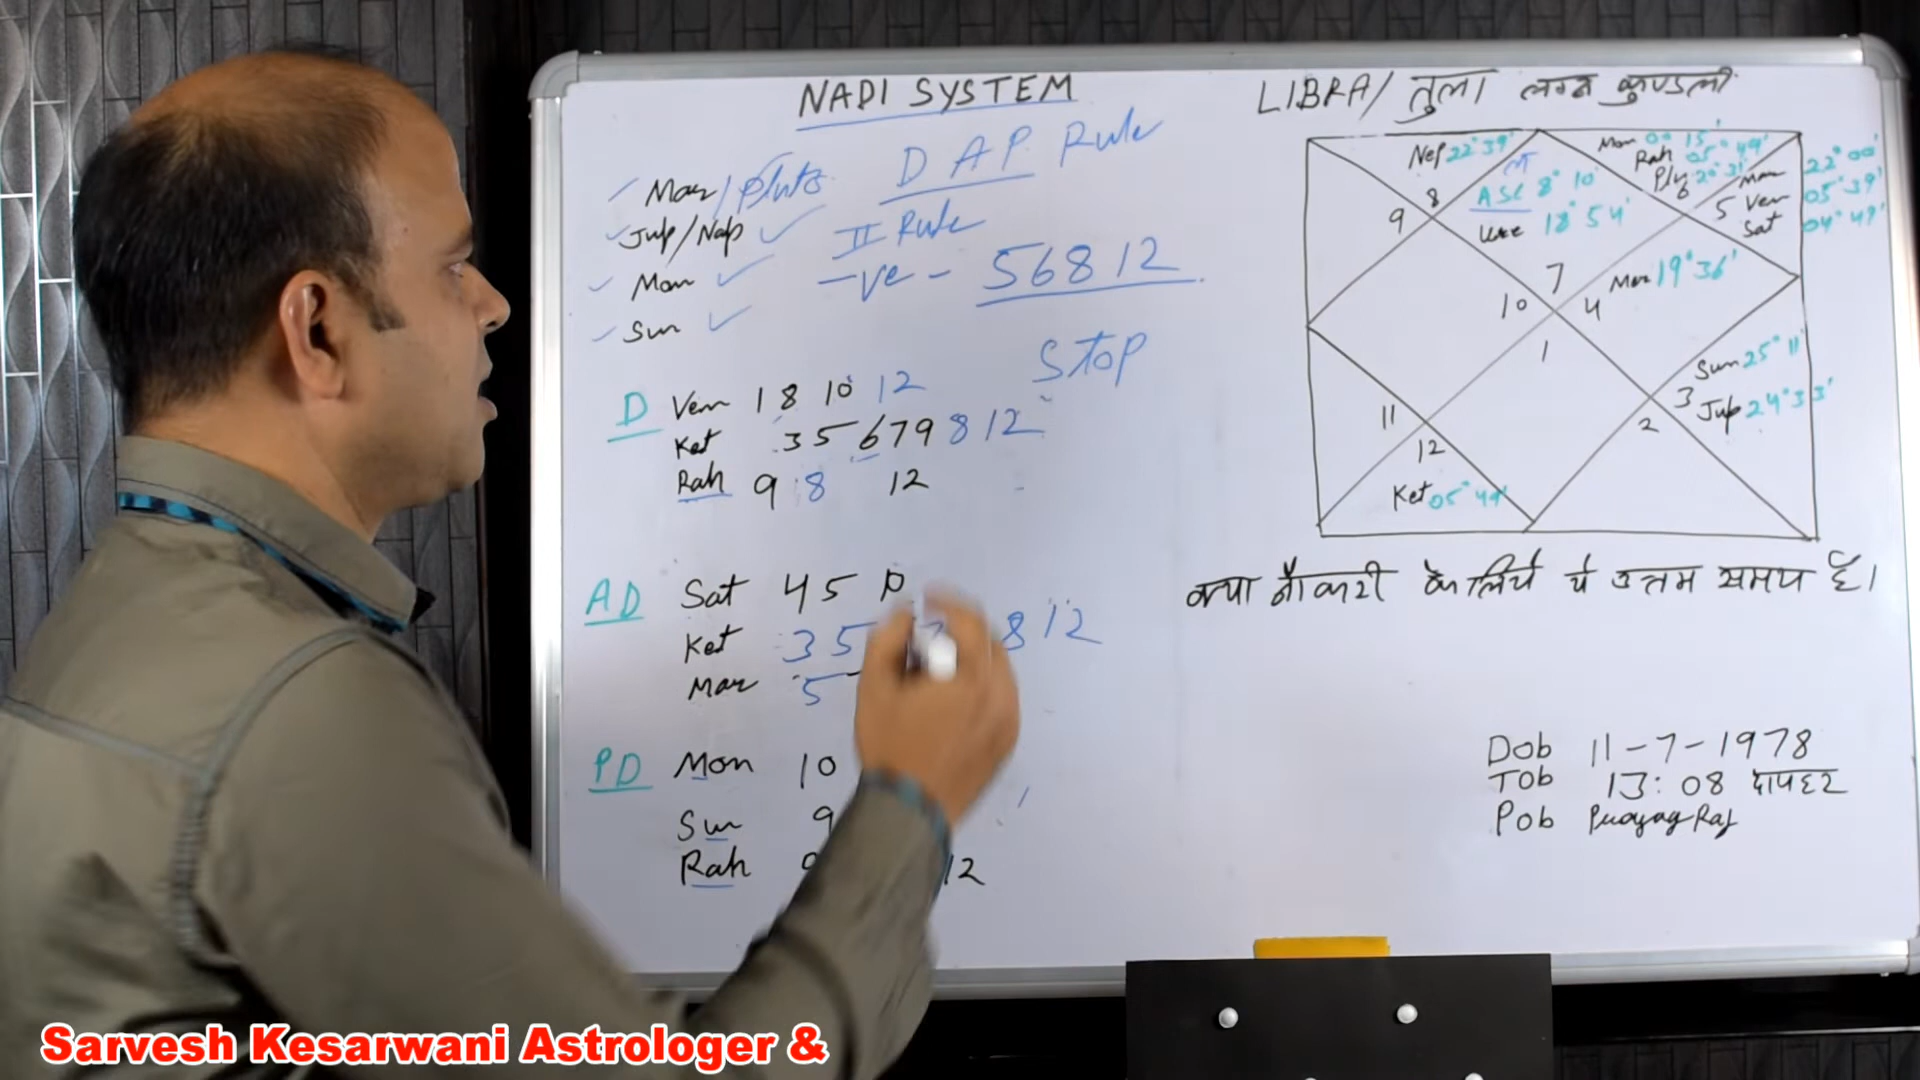 NADI SYSTEM
DAP Rule
Mar/Pluto
II Rule
Jup/Nep
-ve - 56812
Mon
Sun
Stop
D Ven 1 8 10 12
Ket 3 5 6 7 9 8 12
Rah 9 8 12
AD Sat 4 5 10
Ket 3 5 8 12
Mar 5
PD Mon 10
Sun 9
Rah 9 12
LIBRA/ तुला लग्न कुण्डली
Nep 22°39'
ASC 8° 10'
18° 54'
Mon 00° 15'
Rah 05° 49'
Plu 20° 31'
Mar 22° 00'
Ven 05° 39'
Sat 04° 47'
8
9
6
5
7
10
4
1
Mer 19° 36'
Sun 25° 11'
3
Jup 24° 33'
2
11
12
Ket 05° 49'
क्या नौकरी के लिये ये उत्तम समय है।
Dob 11-7-1978
Tob 13:08 दोपहर
Pob Prayag Raj
Sarvesh Kesarwani Astrologer &